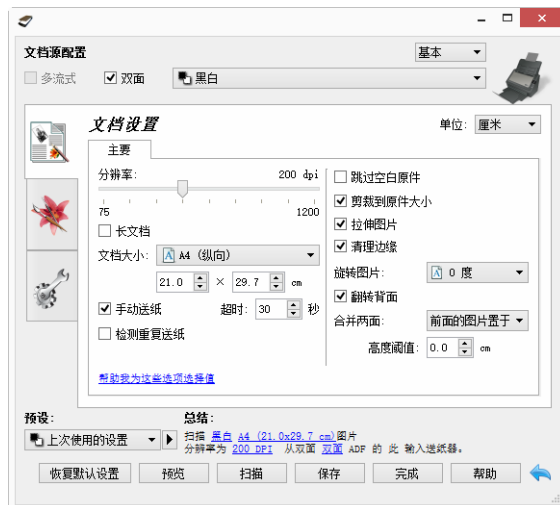 文档源配置
基本
多流式
双面
黑白
文档设置
单位: 厘米
主要
分辨率: 200 dpi
75 1200
长文档
文档大小: A4 (纵向)
21.0 × 29.7 cm
手动送纸 超时: 30 秒
检测重复送纸
帮助我为这些选项选择值
跳过空白原件
剪裁到原件大小
拉伸图片
清理边缘
旋转图片: 0 度
翻转背面
合并两面: 前面的图片置于
高度阈值: 0.0 cm
预设:
上次使用的设置
总结:
扫描 黑白 A4 (21.0x29.7 cm)图片
分辨率为 200 DPI 从双面 双面 ADF 的 此 输入送纸器。
恢复默认设置 预览 扫描 保存 完成 帮助